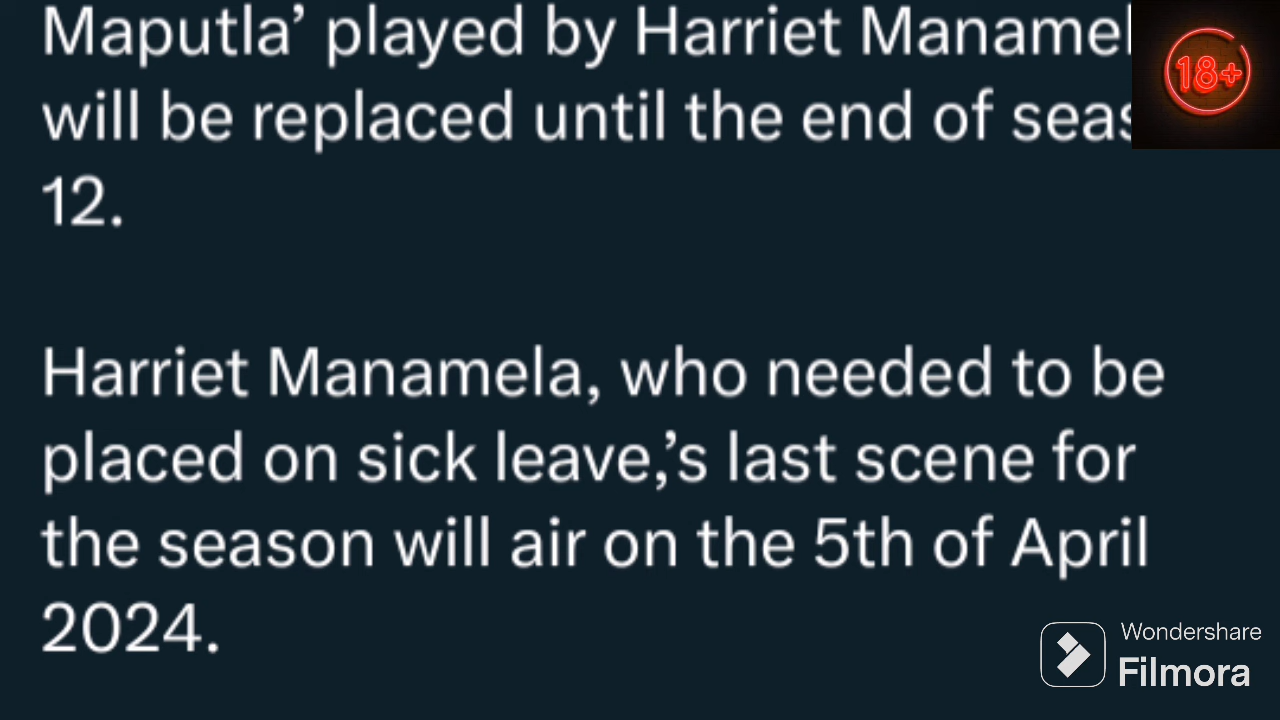 Maputla’ played by Harriet Manamel
will be replaced until the end of seas
12.
Harriet Manamela, who needed to be
placed on sick leave,’s last scene for
the season will air on the 5th of April
2024.
18+
Wondershare
Filmora